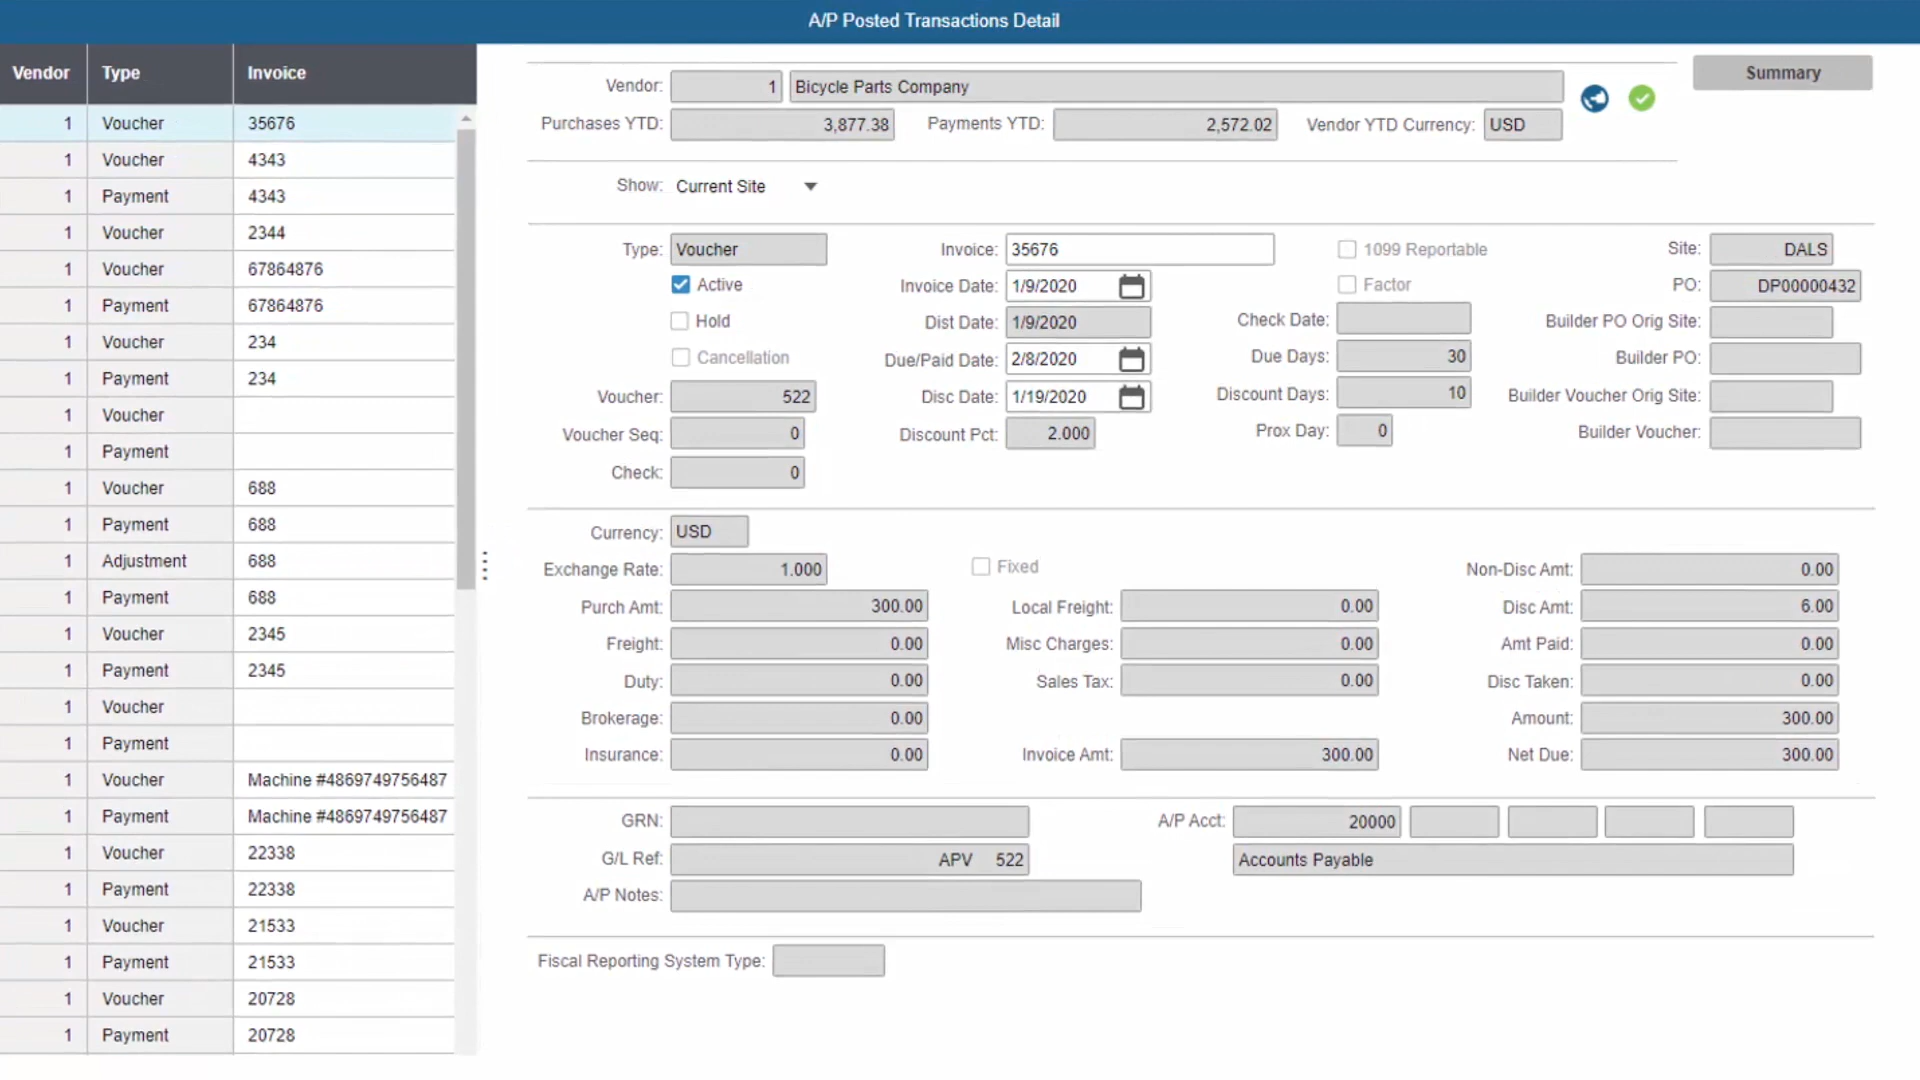 A/P Posted Transactions Detail
Vendor Type Invoice
1 Voucher 35676
1 Voucher 4343
1 Payment 4343
1 Voucher 2344
1 Voucher 67864876
1 Payment 67864876
1 Voucher 234
1 Payment 234
1 Voucher
1 Payment
1 Voucher 688
1 Payment 688
1 Adjustment 688
1 Payment 688
1 Voucher 2345
1 Payment 2345
1 Voucher
1 Payment
1 Voucher Machine #4869749756487
1 Payment Machine #4869749756487
1 Voucher 22338
1 Payment 22338
1 Voucher 21533
1 Payment 21533
1 Voucher 20728
1 Payment 20728
Vendor: 1 Bicycle Parts Company
Summary
Purchases YTD: 3,877.38 Payments YTD: 2,572.02 Vendor YTD Currency: USD
Show: Current Site
Type: Voucher Invoice: 35676 1099 Reportable Site: DALS
Active Invoice Date: 1/9/2020 Factor PO: DP00000432
Hold Dist Date: 1/9/2020 Check Date: Builder PO Orig Site:
Cancellation Due/Paid Date: 2/8/2020 Due Days: 30 Builder PO:
Voucher: 522 Disc Date: 1/19/2020 Discount Days: 10 Builder Voucher Orig Site:
Voucher Seq: 0 Discount Pct: 2.000 Prox Day: 0 Builder Voucher:
Check: 0
Currency: USD
Exchange Rate: 1.000 Fixed Non-Disc Amt: 0.00
Purch Amt: 300.00 Local Freight: 0.00 Disc Amt: 6.00
Freight: 0.00 Misc Charges: 0.00 Amt Paid: 0.00
Duty: 0.00 Sales Tax: 0.00 Disc Taken: 0.00
Brokerage: 0.00 Amount: 300.00
Insurance: 0.00 Invoice Amt: 300.00 Net Due: 300.00
GRN: A/P Acct: 20000
G/L Ref: APV 522 Accounts Payable
A/P Notes:
Fiscal Reporting System Type: